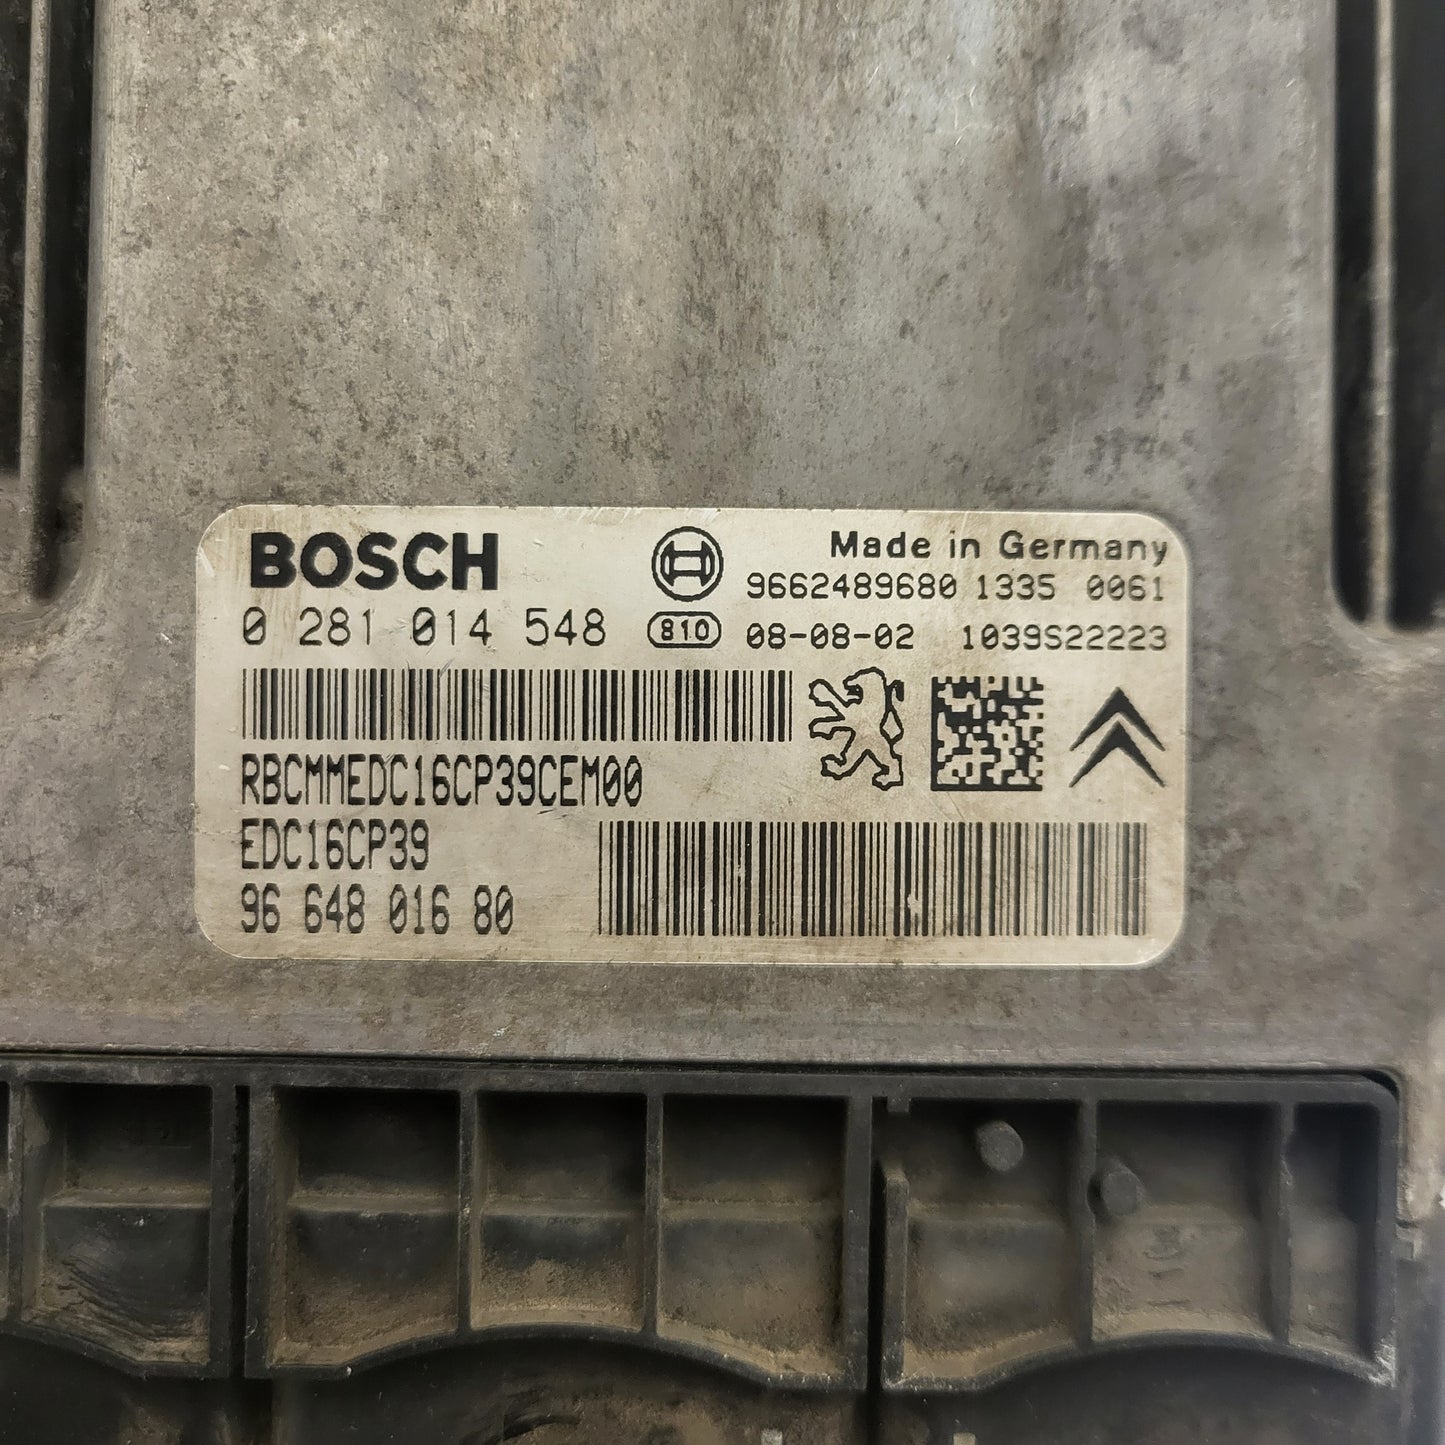 BOSCH
Made in Germany
9662489680 1335 0061
0 281 014 548
810
08-08-02 1039S22223
RBCMMEDC16CP39CEM00
EDC16CP39
96 648 016 80